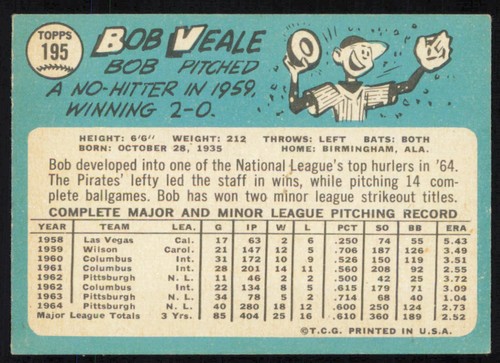 TOPPS
195
BOB VEALE
BOB PITCHED
A NO-HITTER IN 1959,
WINNING 2-0.
HEIGHT: 6'6" WEIGHT: 212 THROWS: LEFT BATS: BOTH
BORN: OCTOBER 28, 1935 HOME: BIRMINGHAM, ALA.
Bob developed into one of the National League's top hurlers in '64.
The Pirates' lefty led the staff in wins, while pitching 14 com-
plete ballgames. Bob has won two minor league strikeout titles.
COMPLETE MAJOR AND MINOR LEAGUE PITCHING RECORD
YEAR TEAM LEA. G IP W L PCT SO BB ERA
1958 Las Vegas Cal. 17 63 2 6 .250 74 55 5.43
1959 Wilson Carol. 21 147 12 5 .706 187 126 3.49
1960 Columbus Int. 31 172 10 9 .526 150 119 3.51
1961 Columbus Int. 28 201 14 11 .560 208 92 2.55
1962 Pittsburgh N. L. 11 46 2 2 .500 42 25 3.72
1962 Columbus Int. 22 134 8 5 .615 179 71 3.09
1963 Pittsburgh N. L. 34 78 5 2 .714 68 40 1.04
1964 Pittsburgh N. L. 40 280 18 12 .600 250 124 2.73
Major League Totals 3 Yrs. 85 404 25 16 .610 360 189 2.52
©T.C.G. PRINTED IN U.S.A.